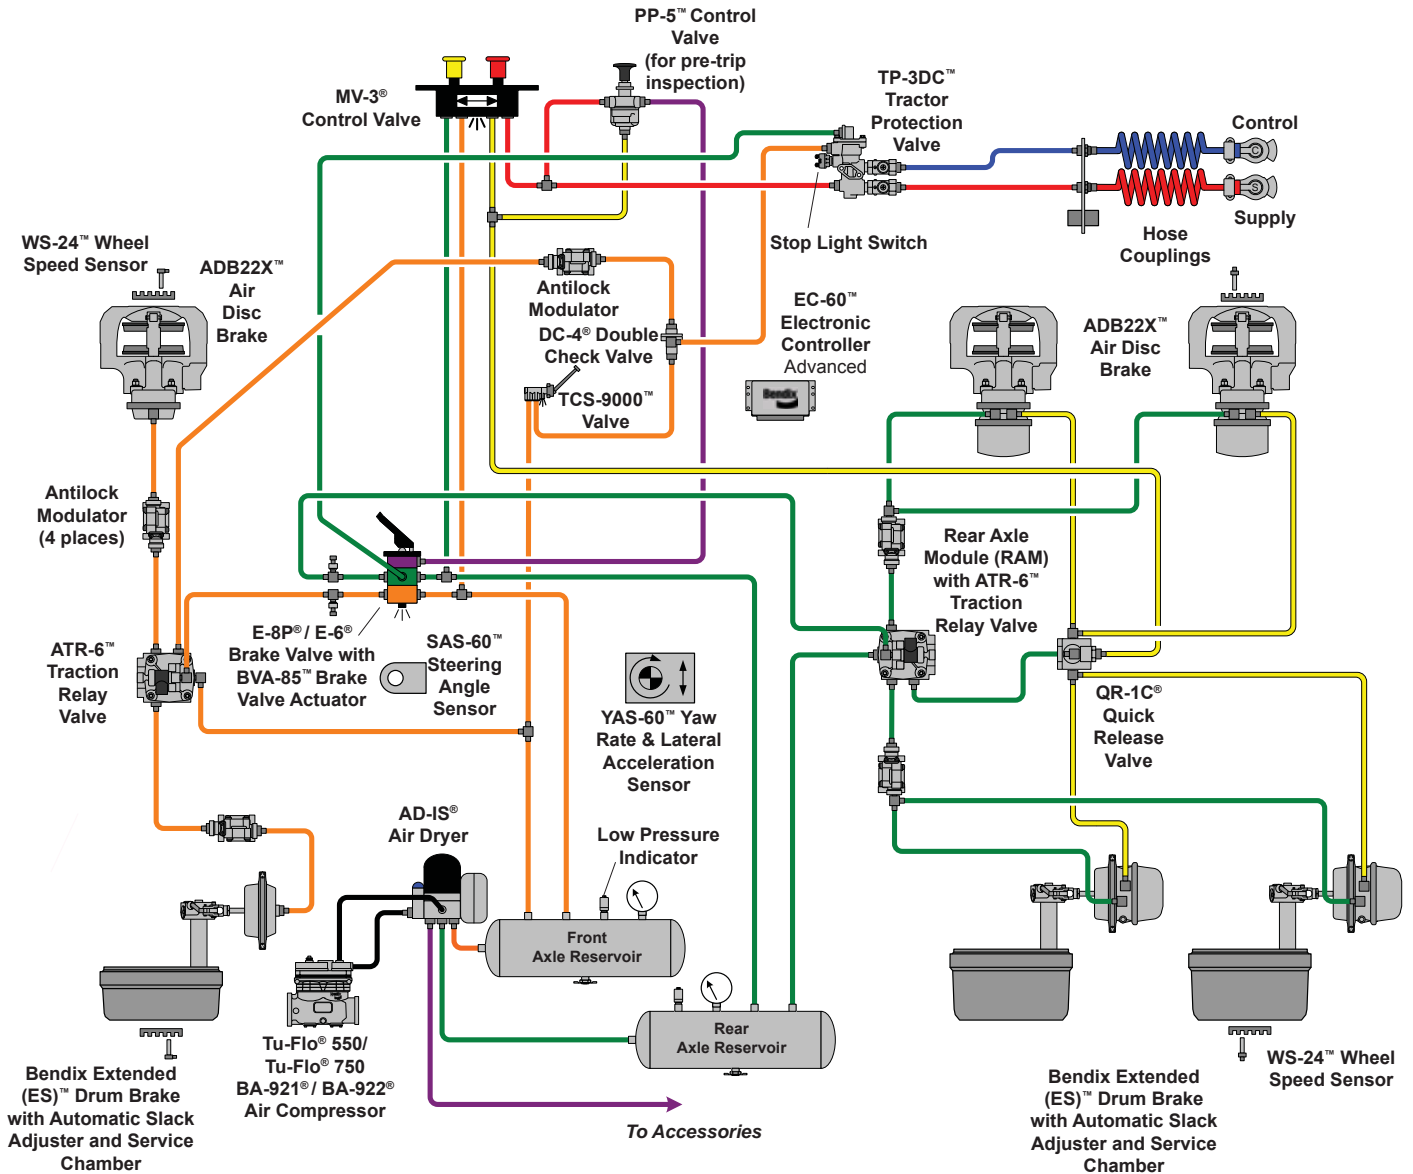 PP-5™ Control
Valve
(for pre-trip
inspection)
MV-3®
Control Valve
TP-3DC™
Tractor
Protection
Valve
Control
Supply
Hose
Couplings
Stop Light Switch
WS-24™ Wheel
Speed Sensor
ADB22X™
Air
Disc
Brake
Antilock
Modulator
DC-4® Double
Check Valve
TCS-9000™
Valve
EC-60™
Electronic
Controller
Advanced
Bendix
ADB22X™
Air Disc
Brake
Antilock
Modulator
(4 places)
Rear Axle
Module (RAM)
with ATR-6™
Traction
Relay Valve
E-8P® / E-6®
Brake Valve with
BVA-85™ Brake
Valve Actuator
SAS-60™
Steering
Angle
Sensor
ATR-6™
Traction
Relay
Valve
YAS-60™ Yaw
Rate & Lateral
Acceleration
Sensor
QR-1C®
Quick
Release
Valve
AD-IS®
Air Dryer
Low Pressure
Indicator
Front
Axle Reservoir
Rear
Axle Reservoir
Tu-Flo® 550/
Tu-Flo® 750
BA-921® / BA-922®
Air Compressor
To Accessories
Bendix Extended
(ES)™ Drum Brake
with Automatic Slack
Adjuster and Service
Chamber
Bendix Extended
(ES)™ Drum Brake
with Automatic Slack
Adjuster and Service
Chamber
WS-24™ Wheel
Speed Sensor
S